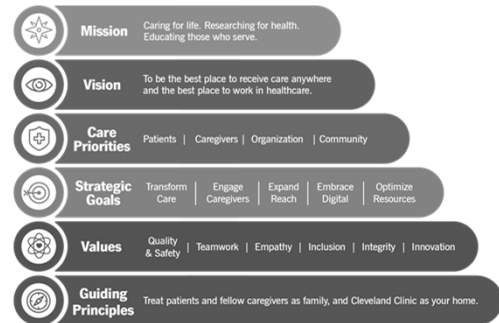 Mission
Caring for life. Researching for health.
Educating those who serve.
Vision
To be the best place to receive care anywhere
and the best place to work in healthcare.
Care
Priorities
Patients | Caregivers | Organization | Community
Strategic
Goals
Transform Care | Engage Caregivers | Expand Reach | Embrace Digital | Optimize Resources
Values
Quality & Safety | Teamwork | Empathy | Inclusion | Integrity | Innovation
Guiding
Principles
Treat patients and fellow caregivers as family, and Cleveland Clinic as your home.